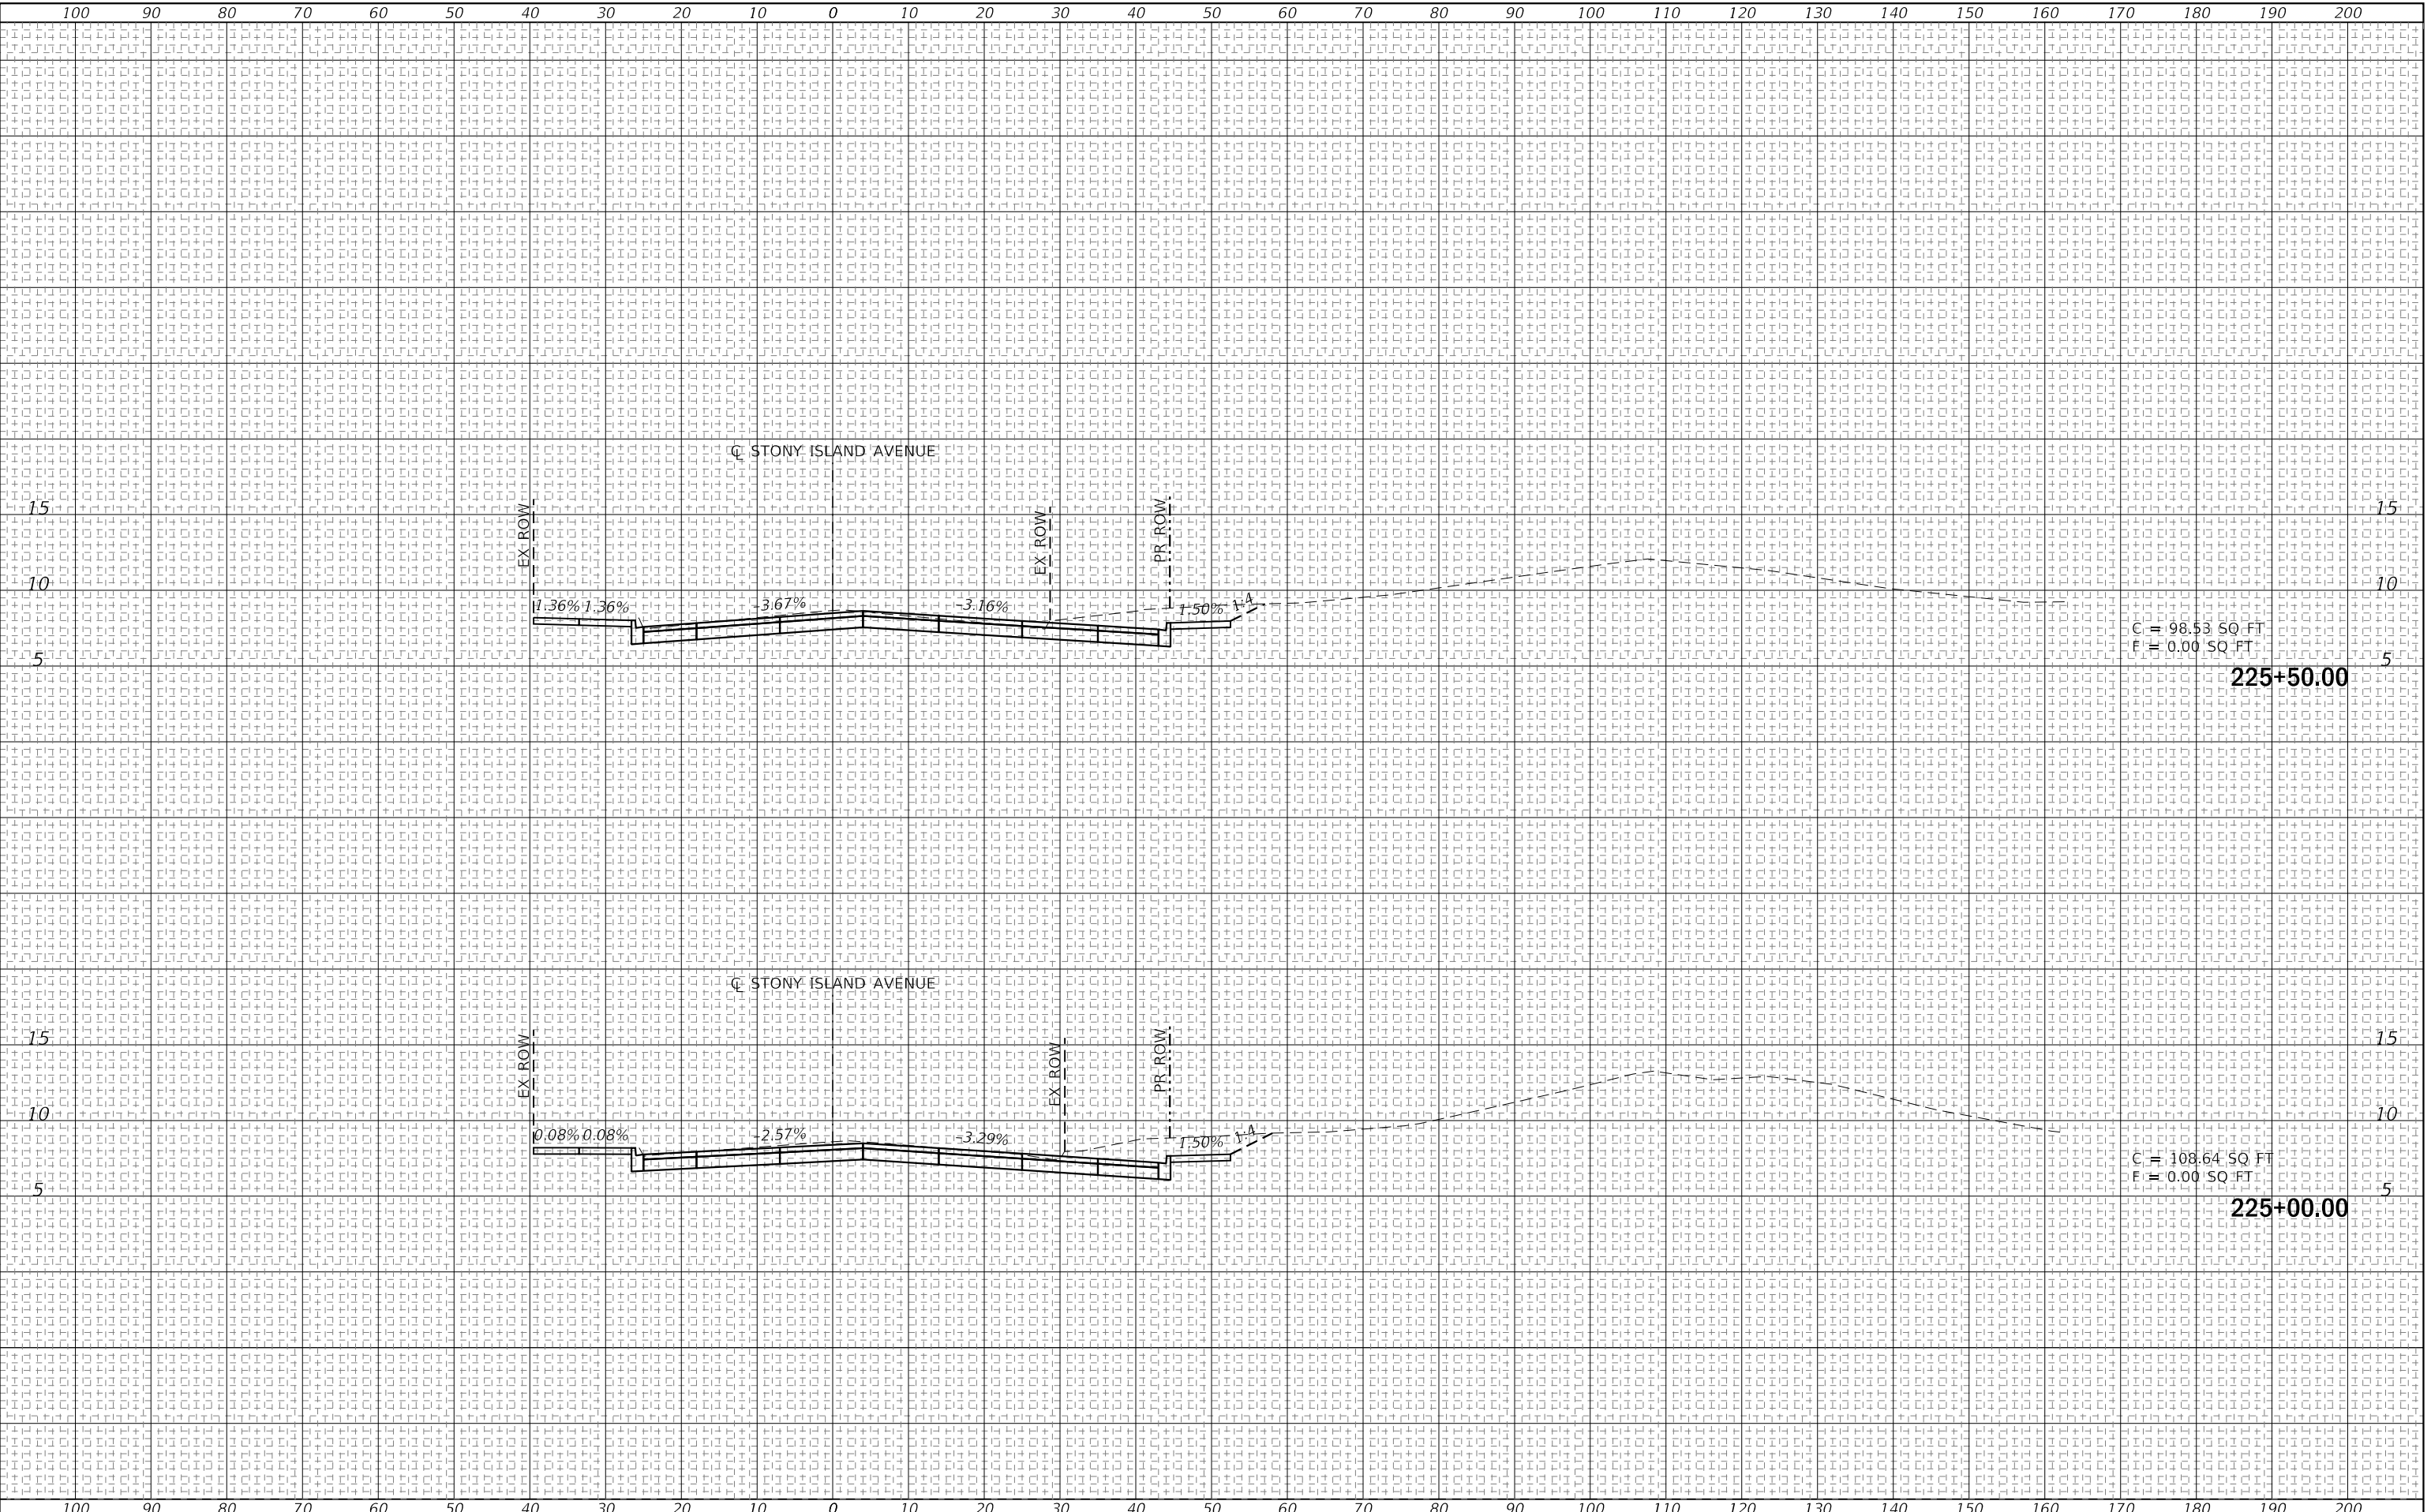 100 90 80 70 60 50 40 30 20 10 0 10 20 30 40 50 60 70 80 90 100 110 120 130 140 150 160 170 180 190 200
℄ STONY ISLAND AVENUE
15 EX ROW EX ROW PR ROW 15
10 10
1.36% 1.36% -3.67% -3.16% 1.50% 1:4
C = 98.53 SQ FT
F = 0.00 SQ FT
5 5
225+50.00
℄ STONY ISLAND AVENUE
15 EX ROW EX ROW PR ROW 15
10 10
0.08% 0.08% -2.57% -3.29% 1.50% 1:4
C = 108.64 SQ FT
F = 0.00 SQ FT
5 5
225+00.00
100 90 80 70 60 50 40 30 20 10 0 10 20 30 40 50 60 70 80 90 100 110 120 130 140 150 160 170 180 190 200